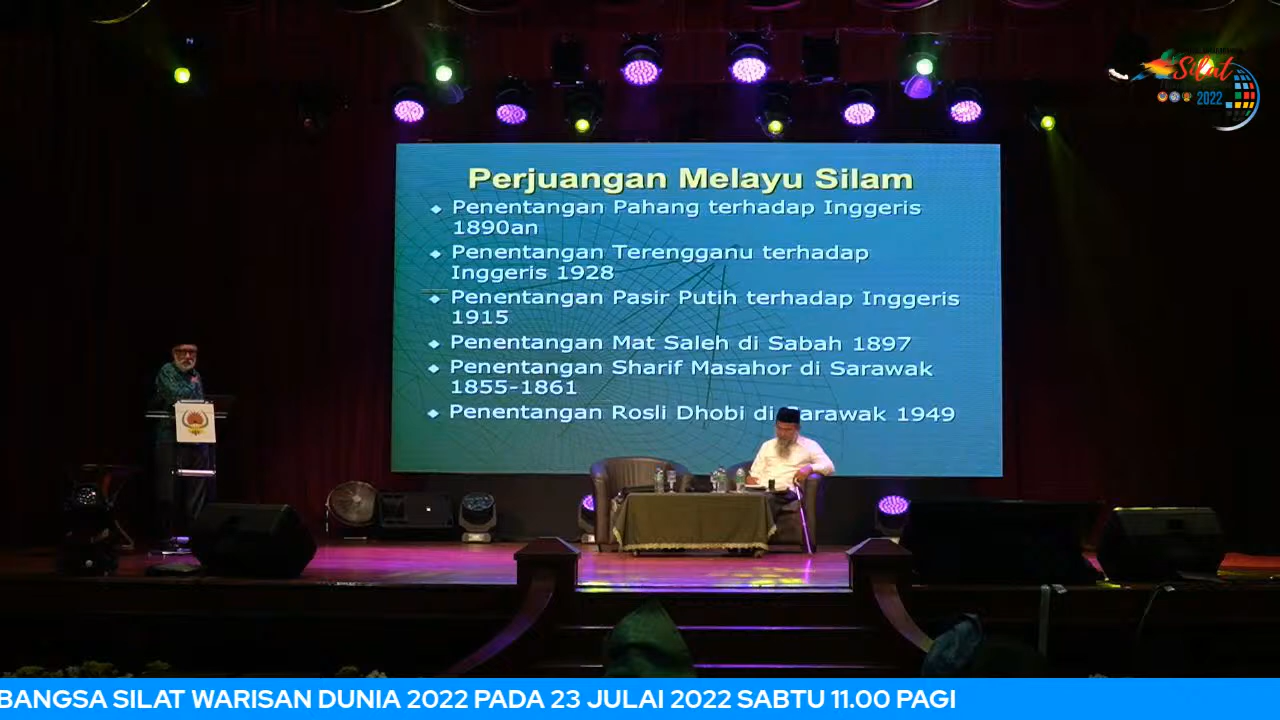 Silat
2022
Perjuangan Melayu Silam
Penentangan Pahang terhadap Inggeris
1890an
Penentangan Terengganu terhadap
Inggeris 1928
Penentangan Pasir Putih terhadap Inggeris
1915
Penentangan Mat Saleh di Sabah 1897
Penentangan Sharif Masahor di Sarawak
1855-1861
Penentangan Rosli Dhobi di Sarawak 1949
BANGSA SILAT WARISAN DUNIA 2022 PADA 23 JULAI 2022 SABTU 11.00 PAGI